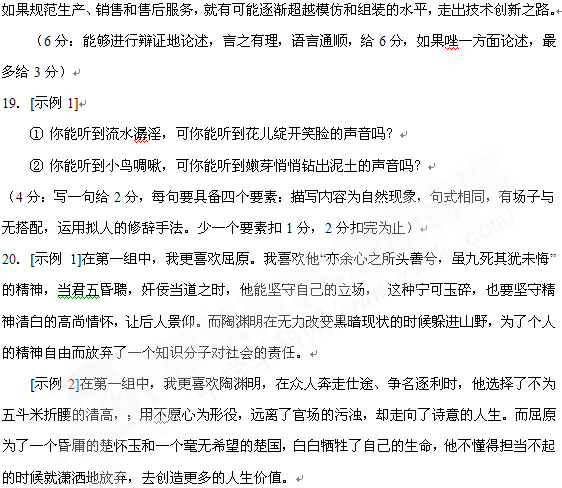 如果规范生产、销售和售后服务，就有可能逐渐超越模仿和组装的水平，走出技术创新之路。
（6 分：能够进行辩证地论述，言之有理，语言通顺，给 6 分，如果唑一方面论述，最
多给 3 分）
19．[示例 1]
① 你能听到流水潺淫，可你能听到花儿绽开笑脸的声音吗？
② 你能听到小鸟啁啾，可你能听到嫩芽悄悄钻出泥土的声音吗？
（4 分：写一句给 2 分，每句要具备四个要素：描写内容为自然现象，句式相同，有场子与
无搭配，运用拟人的修辞手法。少一个要素扣 1 分，2 分扣完为止）
20．[示例 1]在第一组中，我更喜欢屈原。我喜欢他“亦余心之所头善兮，虽九死其犹未悔”
的精神，当君五昏聩，奸佞当道之时，他能坚守自己的立场， 这种宁可玉碎，也要坚守精
神清白的高尚情怀，让后人景仰。而陶渊明在无力改变黑暗现状的时候躲进山野，为了个人
的精神自由而放弃了一个知识分子对社会的责任。
[示例 2]在第一组中，我更喜欢陶渊明，在众人奔走仕途、争名逐利时，他选择了不为
五斗米折腰的清高，；用不愿心为形役，远离了官场的污浊，却走向了诗意的人生。而屈原
为了一个昏庸的楚怀玉和一个毫无希望的楚国，白白牺牲了自己的生命，他不懂得担当不起
的时候就潇洒地放弃，去创造更多的人生价值。